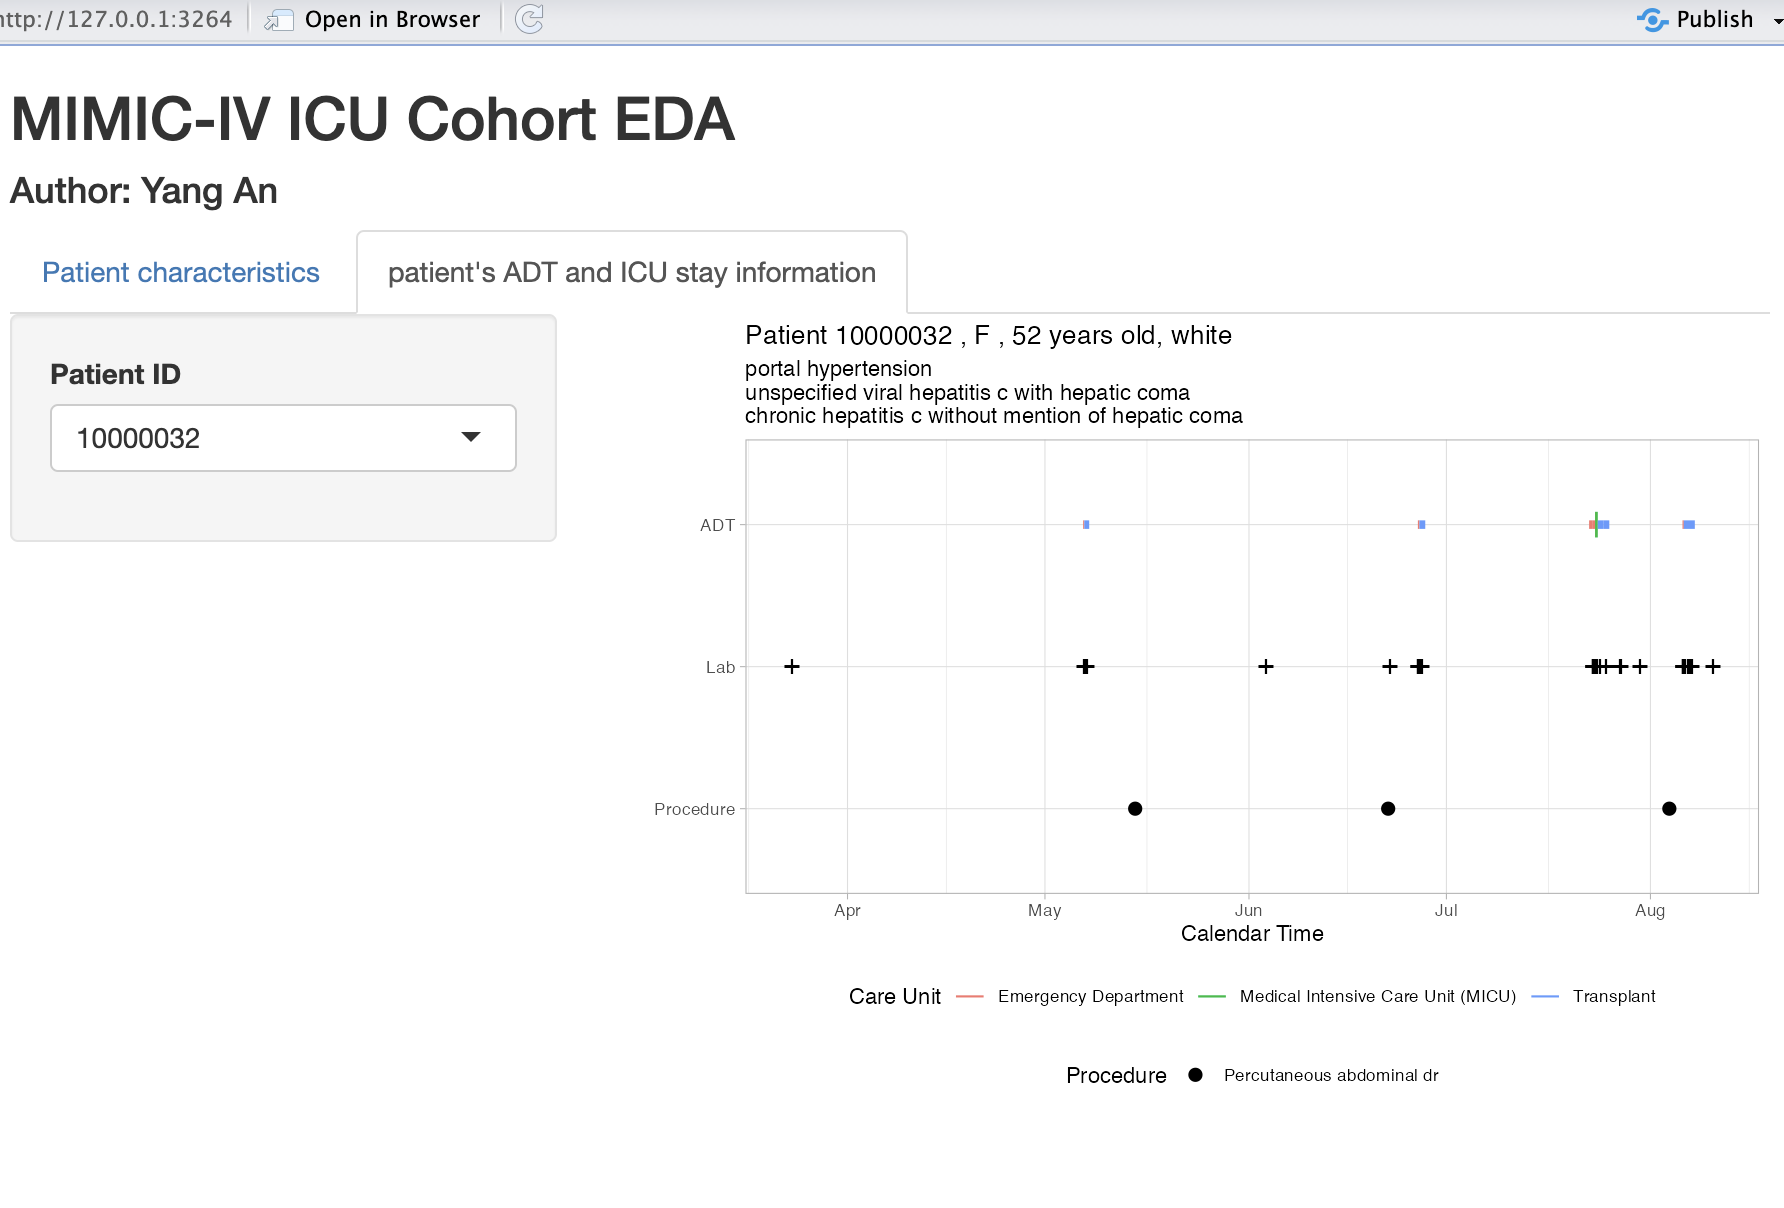 ttp://127.0.0.1:3264 Open in Browser Publish
MIMIC-IV ICU Cohort EDA
Author: Yang An
Patient characteristics
patient's ADT and ICU stay information
Patient ID
10000032
Patient 10000032 , F , 52 years old, white
portal hypertension
unspecified viral hepatitis c with hepatic coma
chronic hepatitis c without mention of hepatic coma
ADT
Lab
Procedure
Apr May Jun Jul Aug
Calendar Time
Care Unit Emergency Department Medical Intensive Care Unit (MICU) Transplant
Procedure Percutaneous abdominal dr